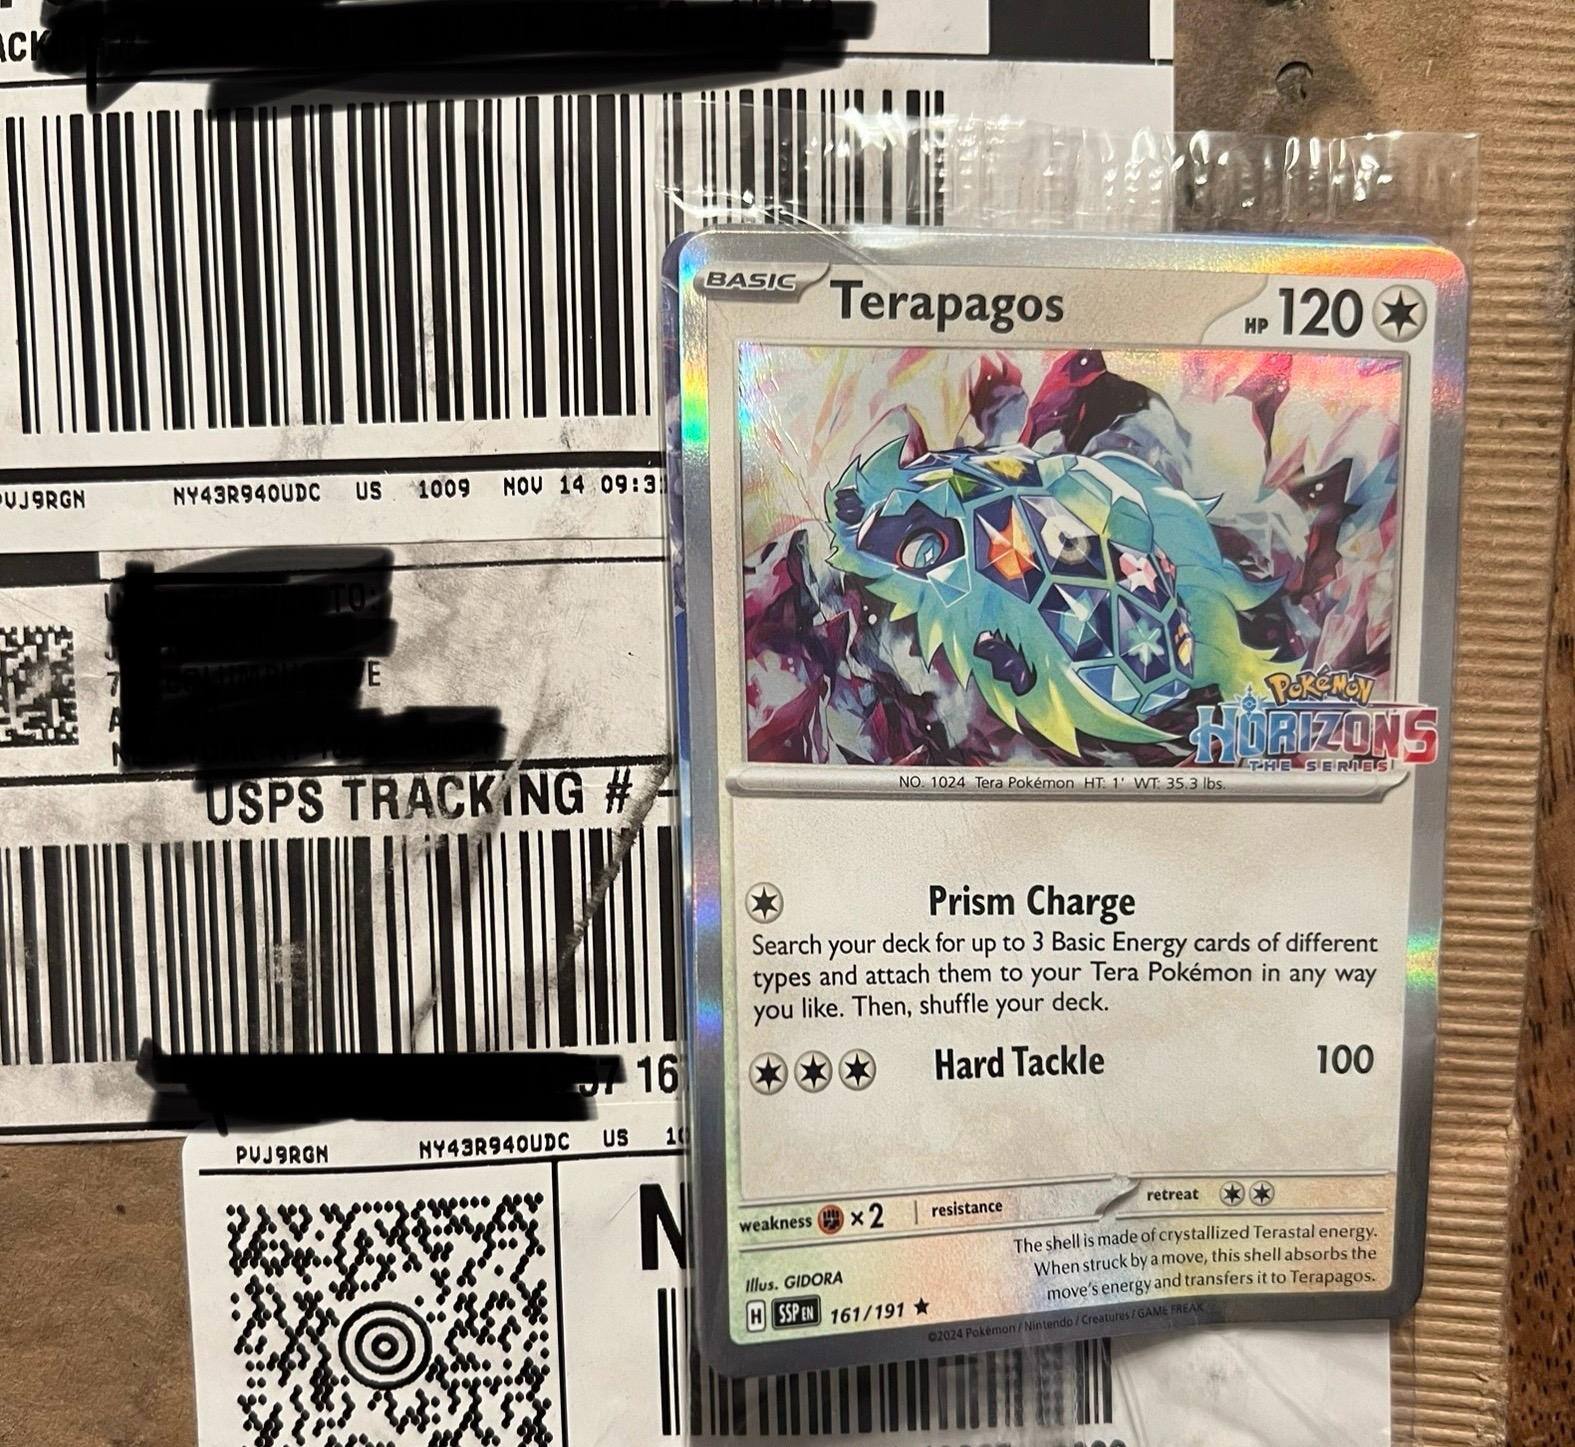 PVJ9RGN NY43R940UDC US 1009 NOV 14 09:3
TO:
E
USPS TRACKING #
16
PVJ9RGN NY43R940UDC US
N
BASIC Terapagos HP 120
POKéMON
HORIZONS
THE SERIES
NO. 1024 Tera Pokémon HT: 1' WT: 35.3 lbs.
Prism Charge
Search your deck for up to 3 Basic Energy cards of different
types and attach them to your Tera Pokémon in any way
you like. Then, shuffle your deck.
Hard Tackle 100
weakness ×2 resistance retreat
The shell is made of crystallized Terastal energy.
When struck by a move, this shell absorbs the
move's energy and transfers it to Terapagos.
Illus. GIDORA
H SSP EN 161/191 ★
©2024 Pokémon / Nintendo / Creatures / GAME FREAK